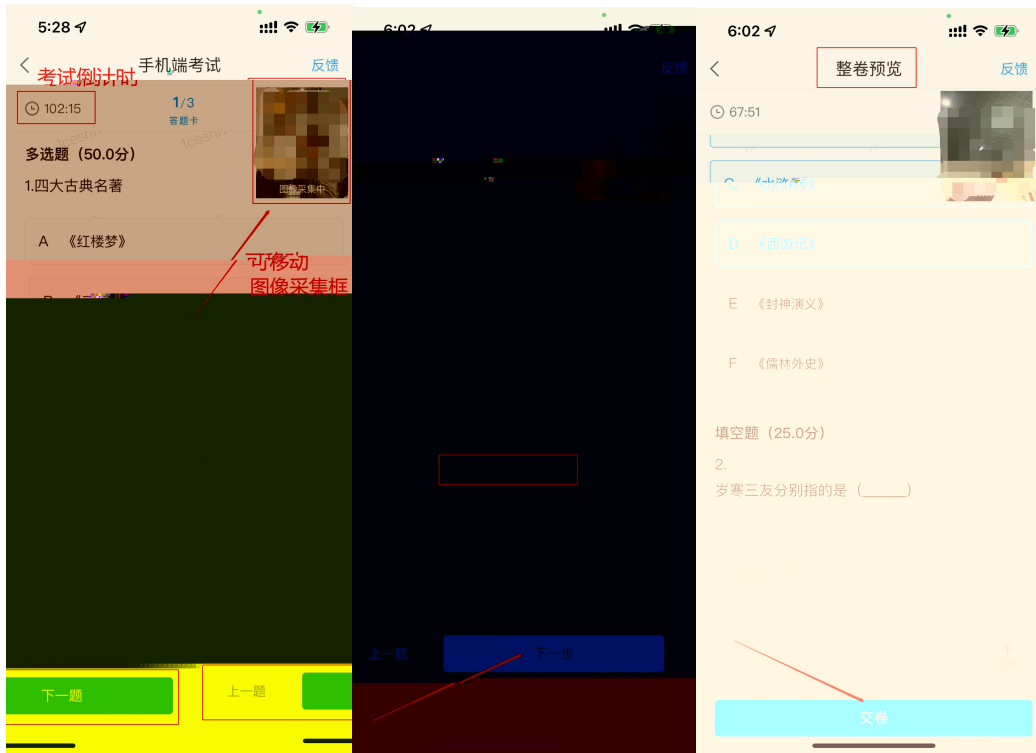 5:28
手机端考试
反馈
考试倒计时
102:15
1/3
答题卡
1ceshi
1ceshi
多选题（50.0分）
1.四大古典名著
图像采集中
A 《红楼梦》
可移动
图像采集框
下一题
上一题
6:02
反馈
上一题
下一步
6:02
整卷预览
反馈
67:51
C 《水浒传》
D 《西游记》
E 《封神演义》
F 《儒林外史》
填空题（25.0分）
2.
岁寒三友分别指的是（______）
交卷